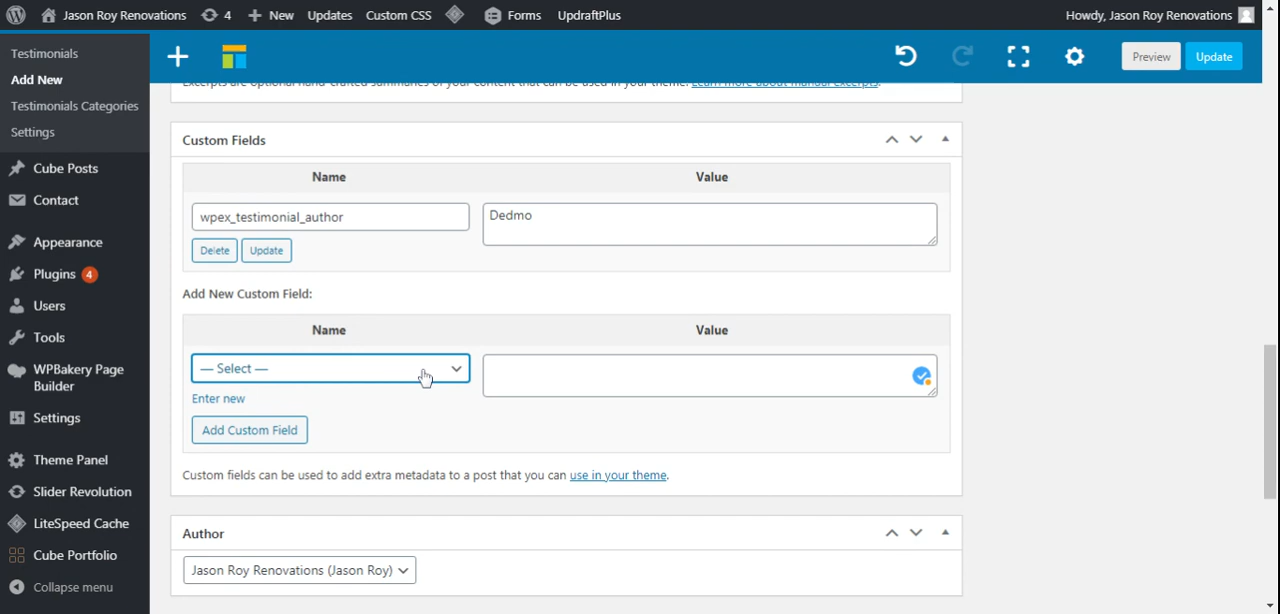 Jason Roy Renovations 4 New Updates Custom CSS Forms UpdraftPlus Howdy, Jason Roy Renovations
Testimonials
Add New
Testimonials Categories
Settings
Cube Posts
Contact
Appearance
Plugins 4
Users
Tools
WPBakery Page
Builder
Settings
Theme Panel
Slider Revolution
LiteSpeed Cache
Cube Portfolio
Collapse menu
Preview Update
Excerpts are optional hand-crafted summaries of your content that can be used in your theme. Learn more about manual excerpts.
Custom Fields
Name Value
wpex_testimonial_author Dedmo
Delete Update
Add New Custom Field:
Name Value
— Select —
Enter new
Add Custom Field
Custom fields can be used to add extra metadata to a post that you can use in your theme.
Author
Jason Roy Renovations (Jason Roy)